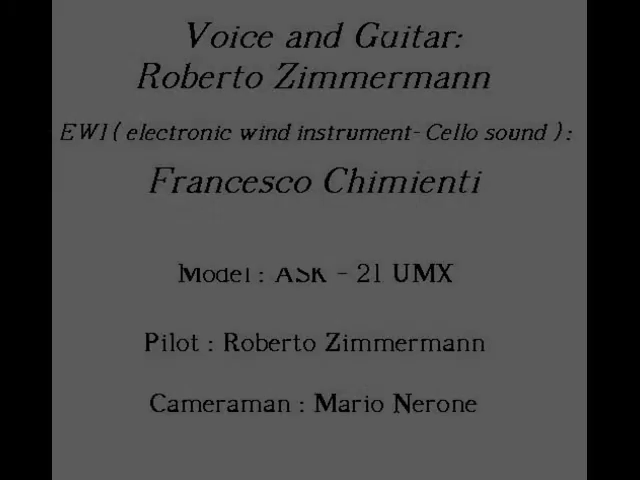 Voice and Guitar:
Roberto Zimmermann
EWI ( electronic wind instrument- Cello sound ) :
Francesco Chimienti
Model : ASK - 21 UMX
Pilot : Roberto Zimmermann
Cameraman : Mario Nerone